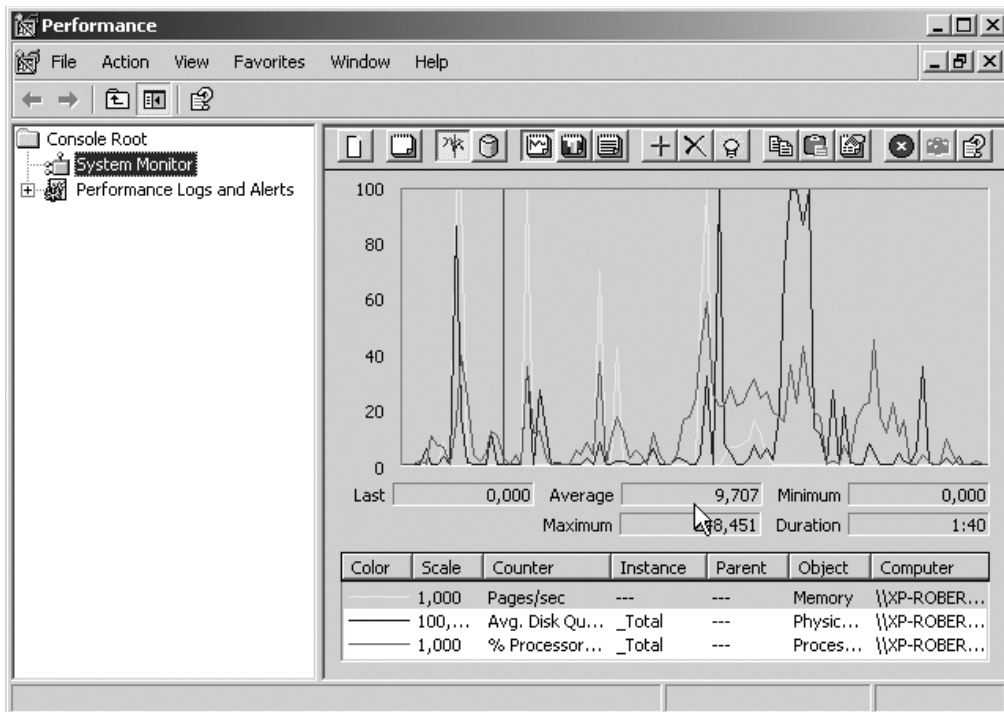 Performance
File Action View Favorites Window Help
Console Root
System Monitor
Performance Logs and Alerts
100
80
60
40
20
0
Last 0,000 Average 9,707 Minimum 0,000
Maximum 48,451 Duration 1:40
Color Scale Counter Instance Parent Object Computer
1,000 Pages/sec --- --- Memory \\XP-ROBER...
100,... Avg. Disk Qu... _Total --- Physic... \\XP-ROBER...
1,000 % Processor... _Total --- Proces... \\XP-ROBER...